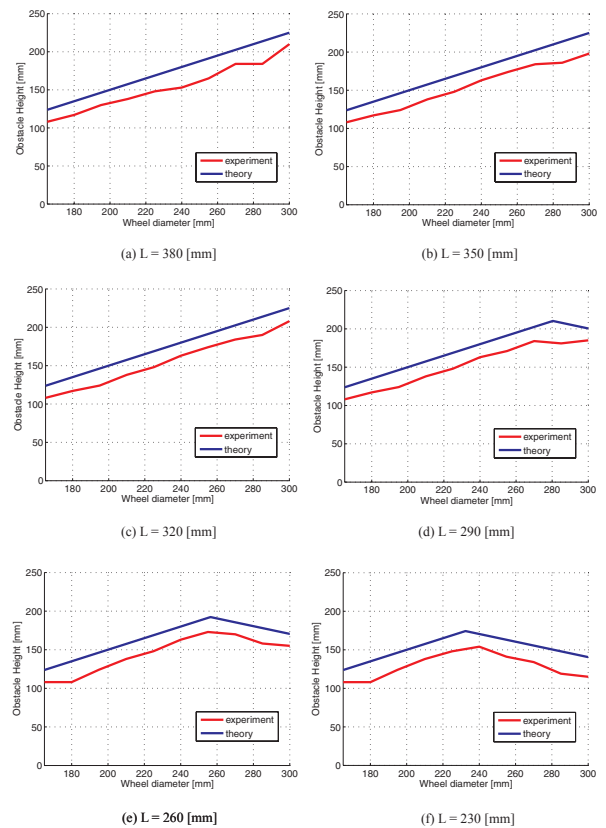 250
200
150
100
50
0
Obstacle Height [mm]
experiment
theory
180 200 220 240 260 280 300
Wheel diameter [mm]
(a) L = 380 [mm]
250
200
150
100
50
0
Obstacle Height [mm]
experiment
theory
180 200 220 240 260 280 300
Wheel diameter [mm]
(b) L = 350 [mm]
250
200
150
100
50
0
Obstacle Height [mm]
experiment
theory
180 200 220 240 260 280 300
Wheel diameter [mm]
(c) L = 320 [mm]
250
200
150
100
50
0
Obstacle Height [mm]
experiment
theory
180 200 220 240 260 280 300
Wheel diameter [mm]
(d) L = 290 [mm]
250
200
150
100
50
0
Obstacle Height [mm]
experiment
theory
180 200 220 240 260 280 300
Wheel diameter [mm]
(e) L = 260 [mm]
250
200
150
100
50
0
Obstacle Height [mm]
experiment
theory
180 200 220 240 260 280 300
Wheel diameter [mm]
(f) L = 230 [mm]